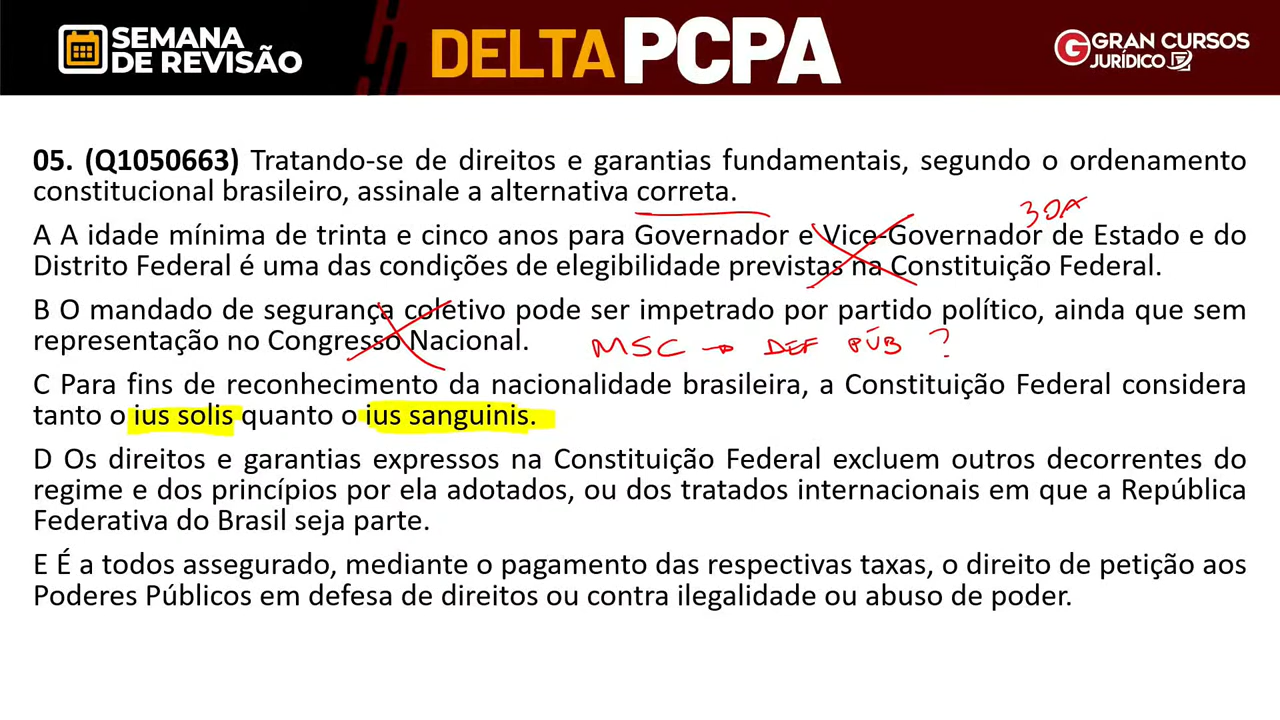 SEMANA
DE REVISÃO
DELTA PCPA
GRAN CURSOS
JURÍDICO
05. (Q1050663) Tratando-se de direitos e garantias fundamentais, segundo o ordenamento
constitucional brasileiro, assinale a alternativa correta.
30A
A A idade mínima de trinta e cinco anos para Governador e Vice-Governador de Estado e do
Distrito Federal é uma das condições de elegibilidade previstas na Constituição Federal.
B O mandado de segurança coletivo pode ser impetrado por partido político, ainda que sem
representação no Congresso Nacional.
MSC → DEF PÚB ?
C Para fins de reconhecimento da nacionalidade brasileira, a Constituição Federal considera
tanto o ius solis quanto o ius sanguinis.
D Os direitos e garantias expressos na Constituição Federal excluem outros decorrentes do
regime e dos princípios por ela adotados, ou dos tratados internacionais em que a República
Federativa do Brasil seja parte.
E É a todos assegurado, mediante o pagamento das respectivas taxas, o direito de petição aos
Poderes Públicos em defesa de direitos ou contra ilegalidade ou abuso de poder.